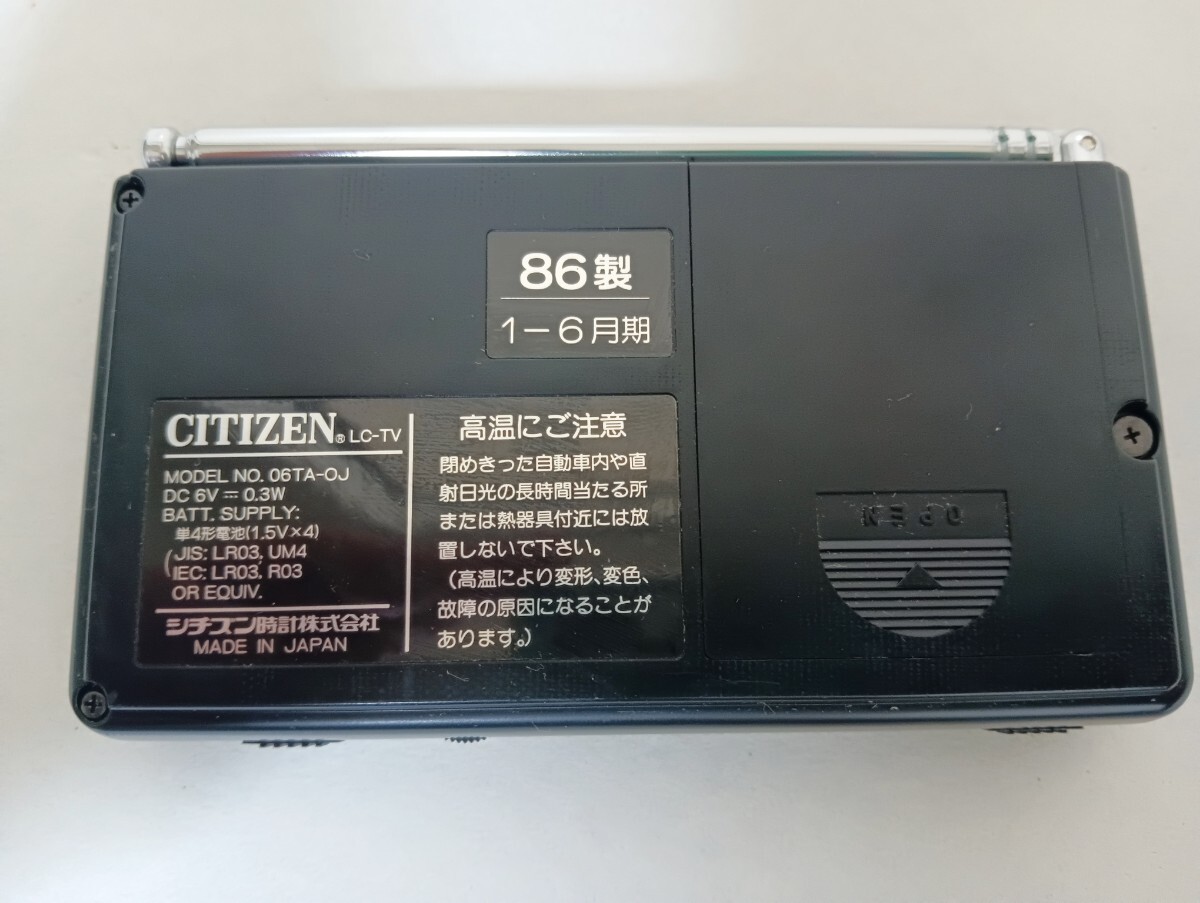 86製
1-6月期
CITIZEN® LC-TV
MODEL NO. 06TA-0J
DC 6V ⎓ 0.3W
BATT. SUPPLY:
単4形電池(1.5V×4)
(JIS: LR03, UM4
IEC: LR03, R03
OR EQUIV.
シチズン時計株式会社
MADE IN JAPAN
高温にご注意
閉めきった自動車内や直
射日光の長時間当たる所
または熱器具付近には放
置しないで下さい。
(高温により変形、変色、
故障の原因になることが
あります。)
OPEN